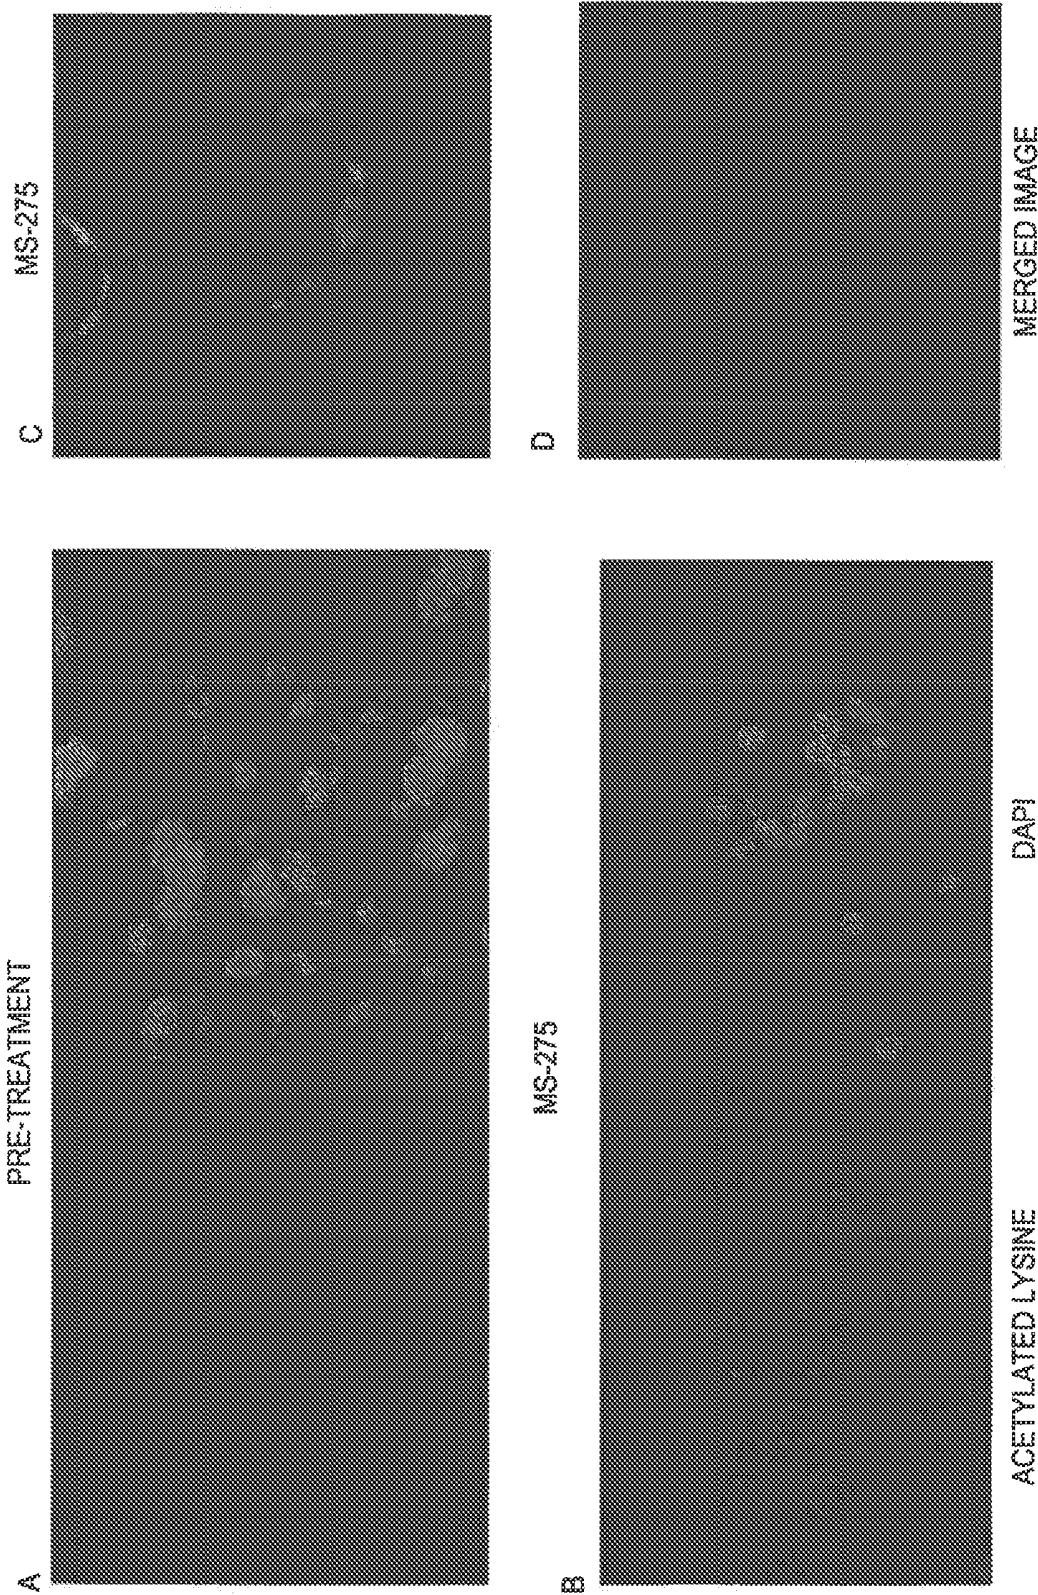 A
PRE-TREATMENT
C
MS-275
B
MS-275
D
ACETYLATED LYSINE
DAPI
MERGED IMAGE